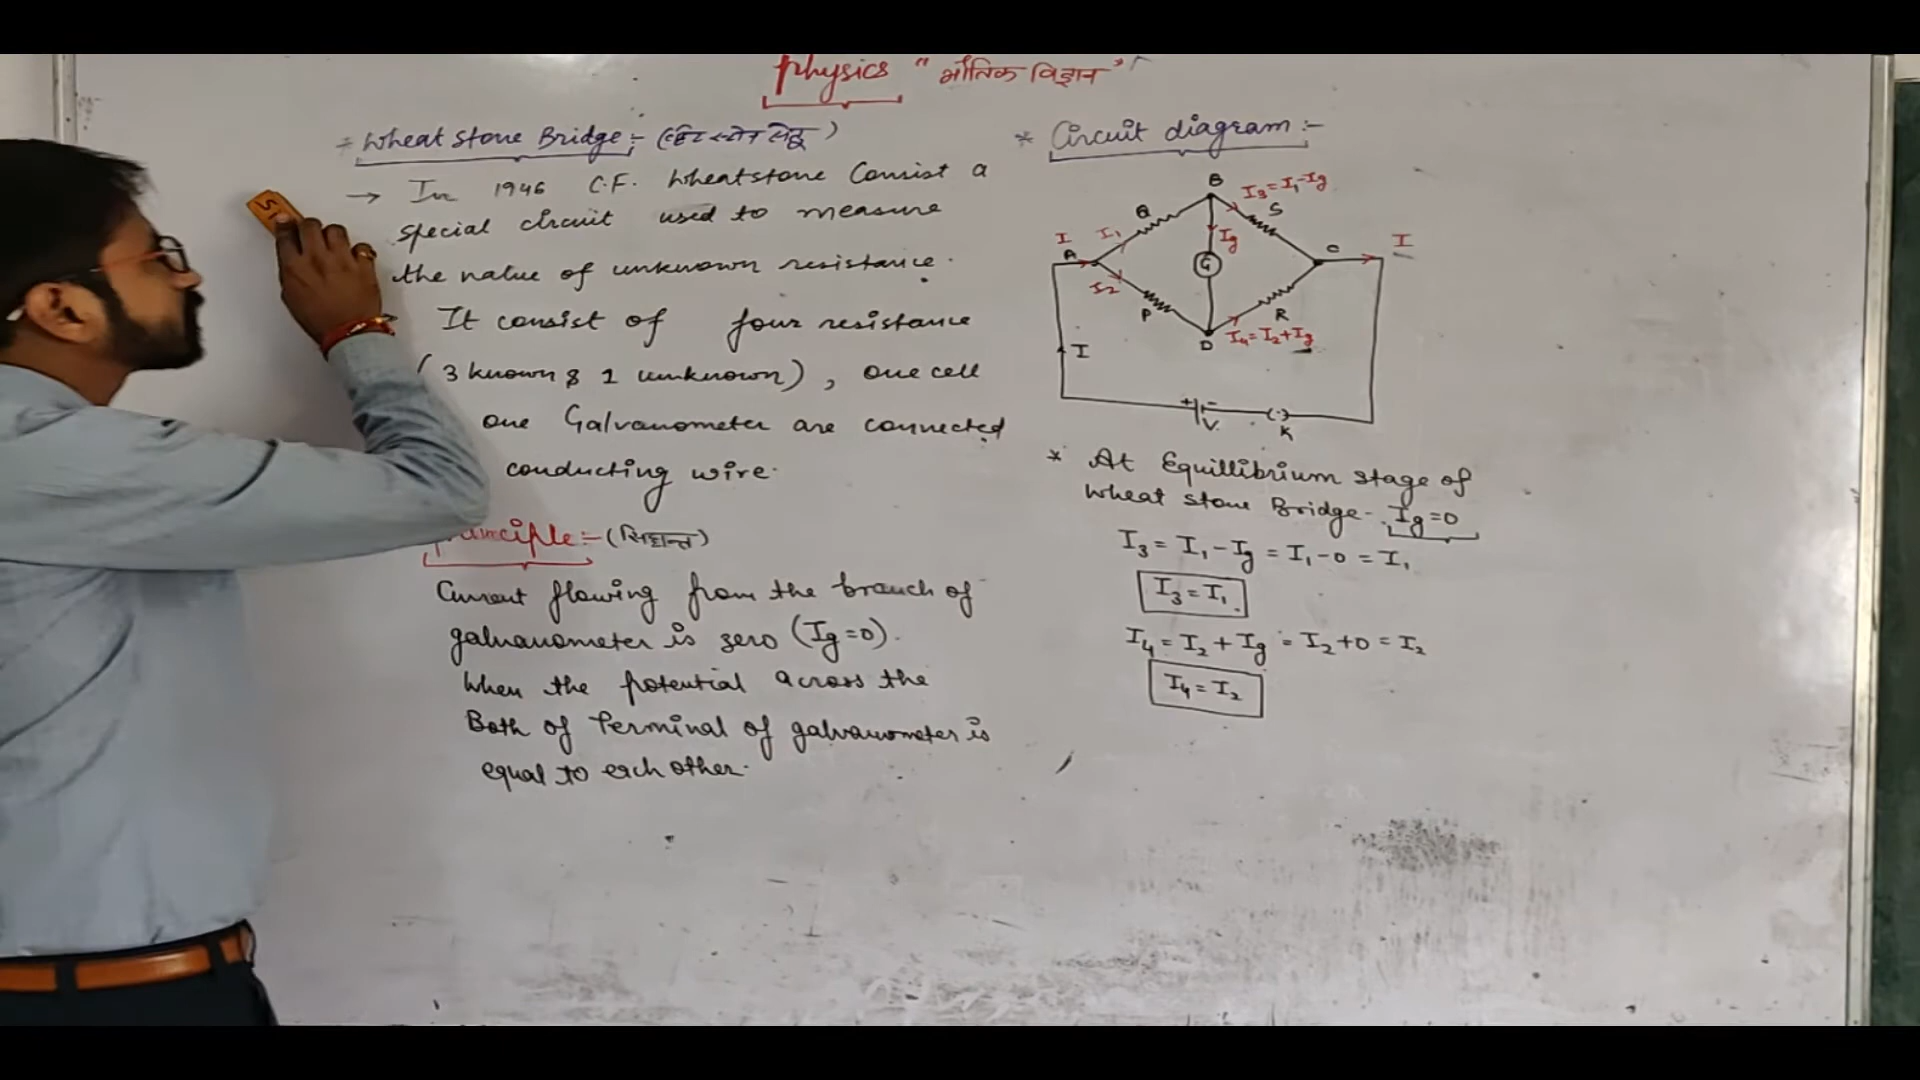 Physics "भौतिक विज्ञान"
* Wheat Stone Bridge :- (व्हिट स्टोन सेतु)
→ In 1946 C.F. Wheatstone Consist a
special circuit used to measure
the value of unknown resistance.
It consist of four resistance
(3 known & 1 unknown), one cell
one Galvanometer are connected
conducting wire.
Principle :- (सिद्धान्त)
Current flowing from the branch of
galvanometer is zero (Ig=0).
When the potential across the
Both of Terminal of galvanometer is
equal to each other.
* Circuit diagram :-
B
I3=I1-Ig
Q
S
I
I1
Ig
A
G
C
I
I2
P
R
D
I4=I2+Ig
I
+
-
V
(·)
K
* At Equillibrium stage of
Wheat stone Bridge - Ig=0
I3 = I1-Ig = I1-0 = I1
I3 = I1
I4 = I2+Ig = I2+0 = I2
I4 = I2